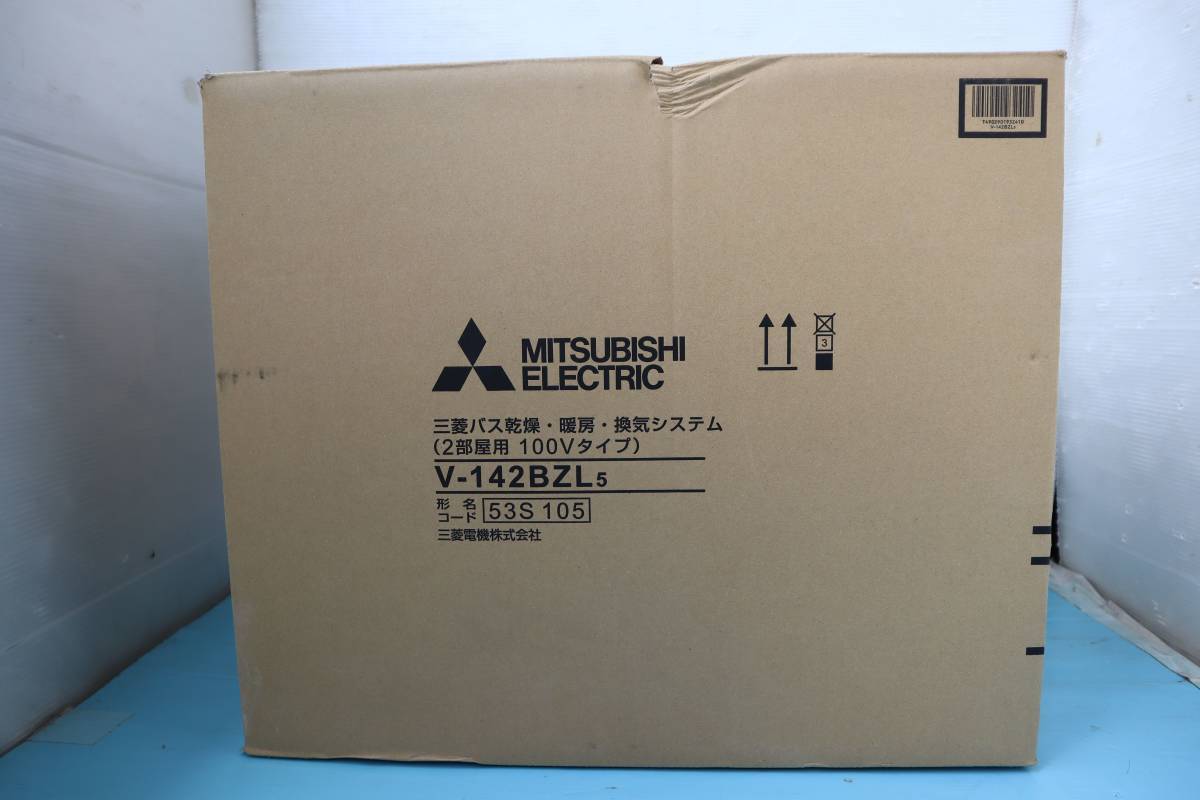 V-142BZL5
MITSUBISHI
ELECTRIC
3
三菱バス乾燥・暖房・換気システム
(2部屋用 100Vタイプ)
V-142BZL5
形名
コード 53S 105
三菱電機株式会社